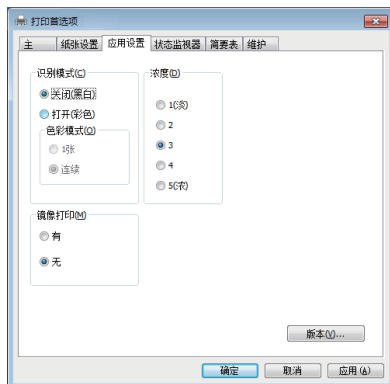 打印首选项
主 纸张设置 应用设置 状态监视器 简要表 维护
识别模式(C)
关闭(黑白)
打开(彩色)
色彩模式(O)
1张
连续
浓度(D)
1(淡)
2
3
4
5(农)
镜像打印(M)
有
无
版本(V)...
确定 取消 应用(A)